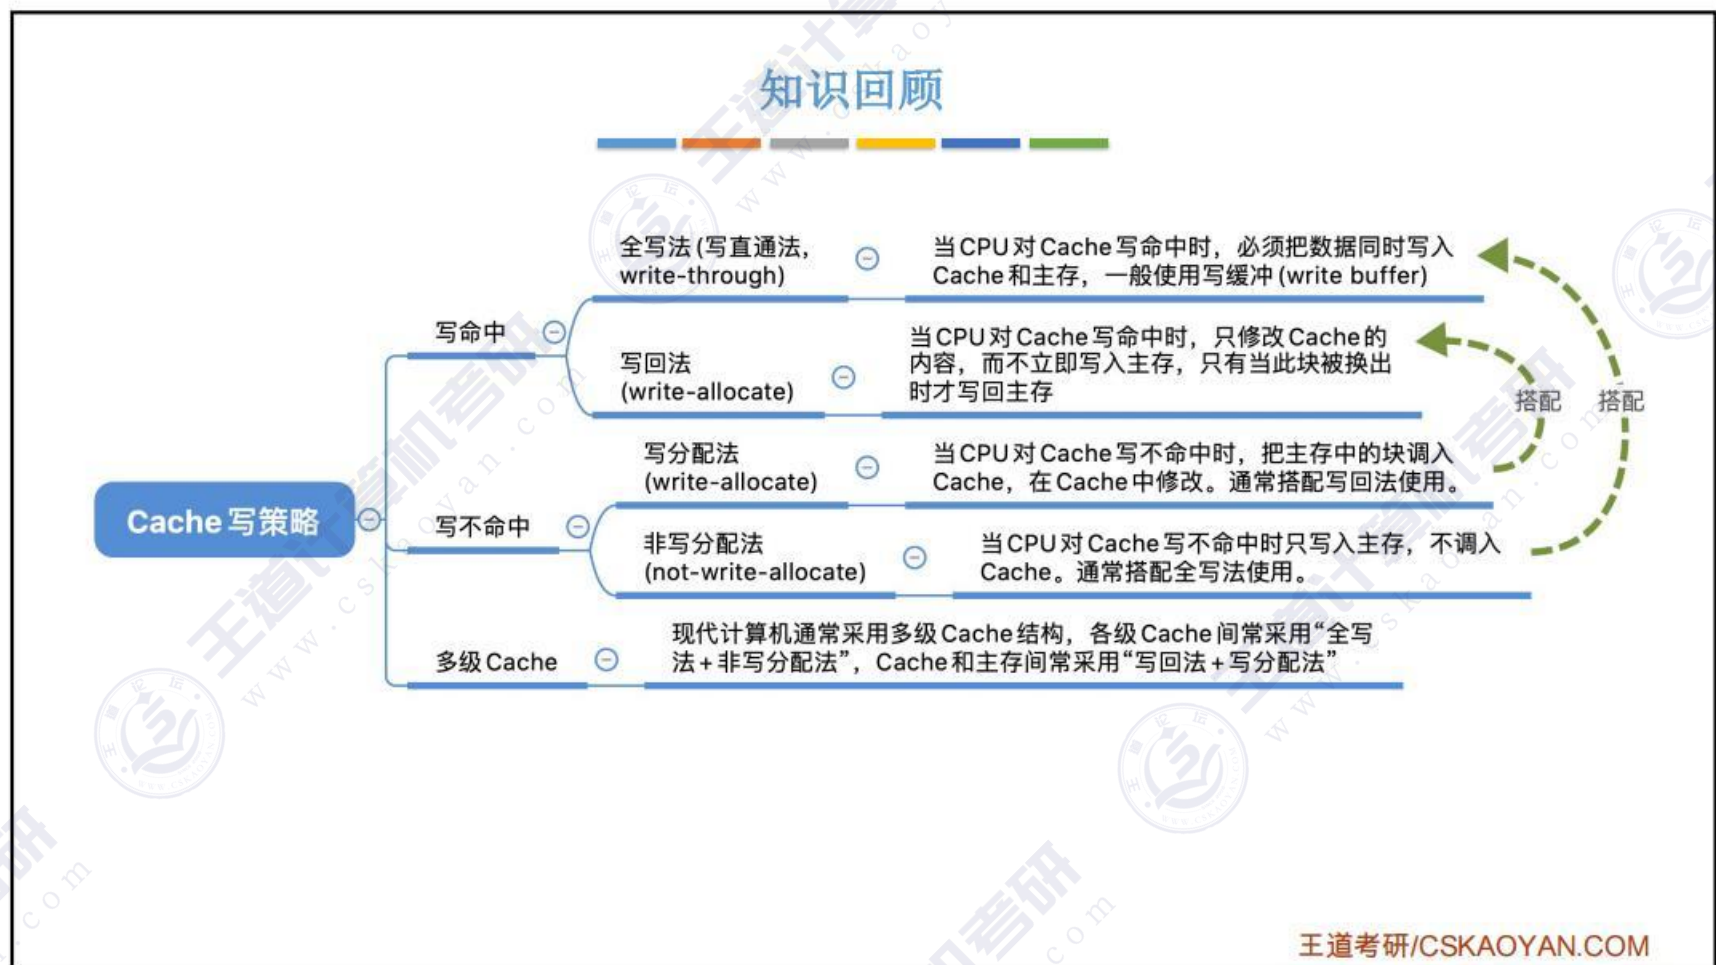 知识回顾
全写法(写直通法,
write-through)
当CPU对Cache写命中时，必须把数据同时写入
Cache和主存，一般使用写缓冲(write buffer)
写命中
写回法
(write-allocate)
当CPU对Cache写命中时，只修改Cache的
内容，而不立即写入主存，只有当此块被换出
时才写回主存
搭配
搭配
写分配法
(write-allocate)
当CPU对Cache写不命中时，把主存中的块调入
Cache，在Cache中修改。通常搭配写回法使用。
Cache写策略
写不命中
非写分配法
(not-write-allocate)
当CPU对Cache写不命中时只写入主存，不调入
Cache。通常搭配全写法使用。
多级Cache
现代计算机通常采用多级Cache结构，各级Cache间常采用“全写
法+非写分配法”，Cache和主存间常采用“写回法+写分配法”
王道计算机考研
www.cskaoyan.com
王道考研/CSKAOYAN.COM